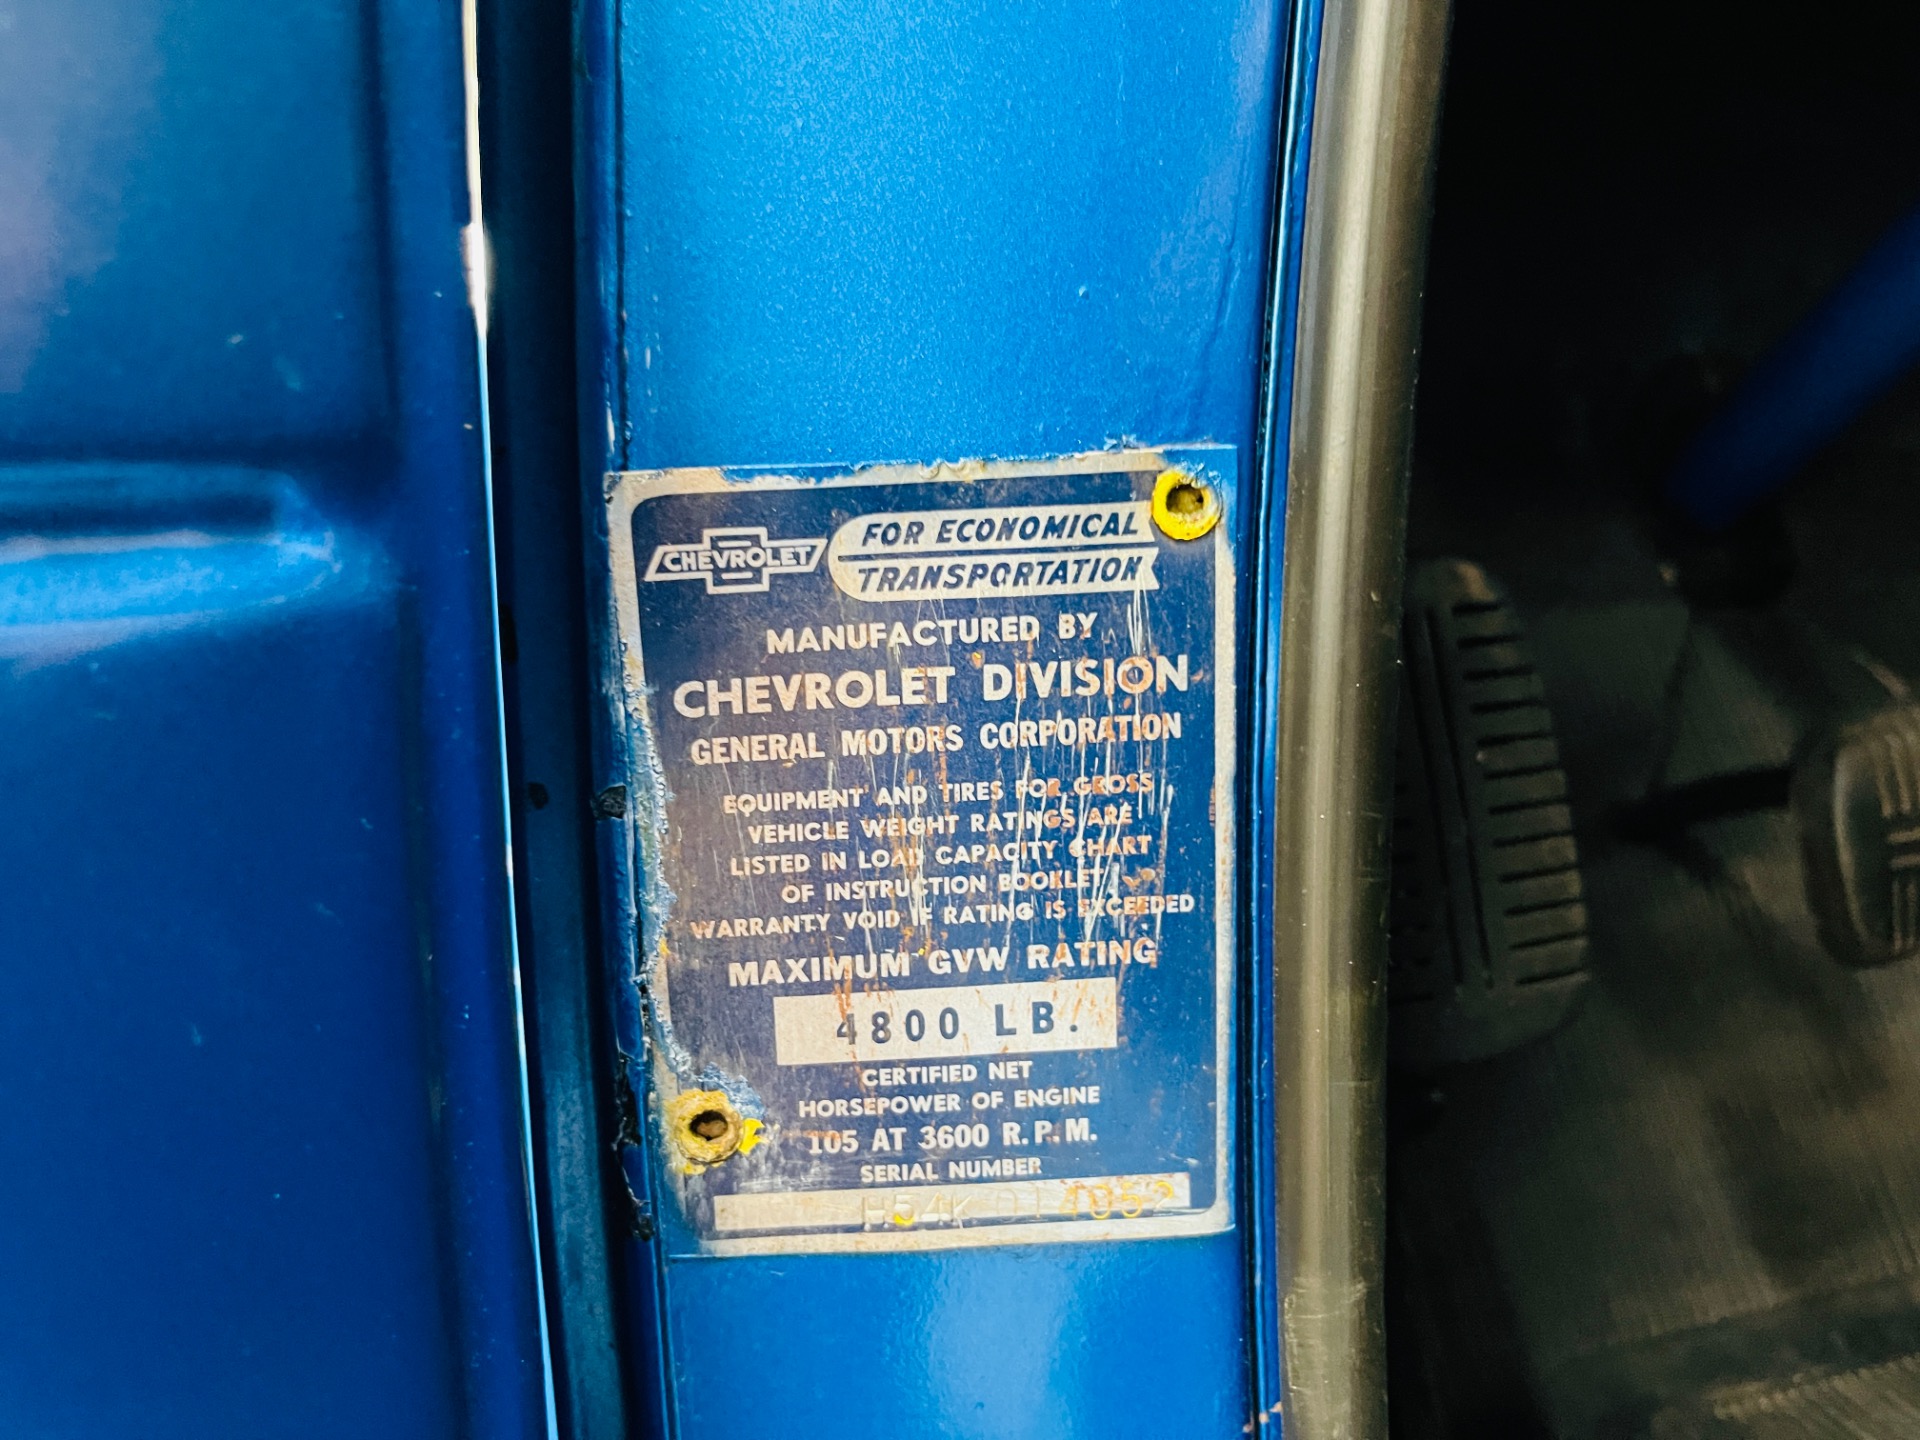 CHEVROLET
FOR ECONOMICAL
TRANSPORTATION
MANUFACTURED BY
CHEVROLET DIVISION
GENERAL MOTORS CORPORATION
EQUIPMENT AND TIRES FOR GROSS
VEHICLE WEIGHT RATINGS ARE
LISTED IN LOAD CAPACITY CHART
OF INSTRUCTION BOOKLET.
WARRANTY VOID IF RATING IS EXCEEDED
MAXIMUM GVW RATING
4800 LB.
CERTIFIED NET
HORSEPOWER OF ENGINE
105 AT 3600 R.P.M.
SERIAL NUMBER
H54K014052